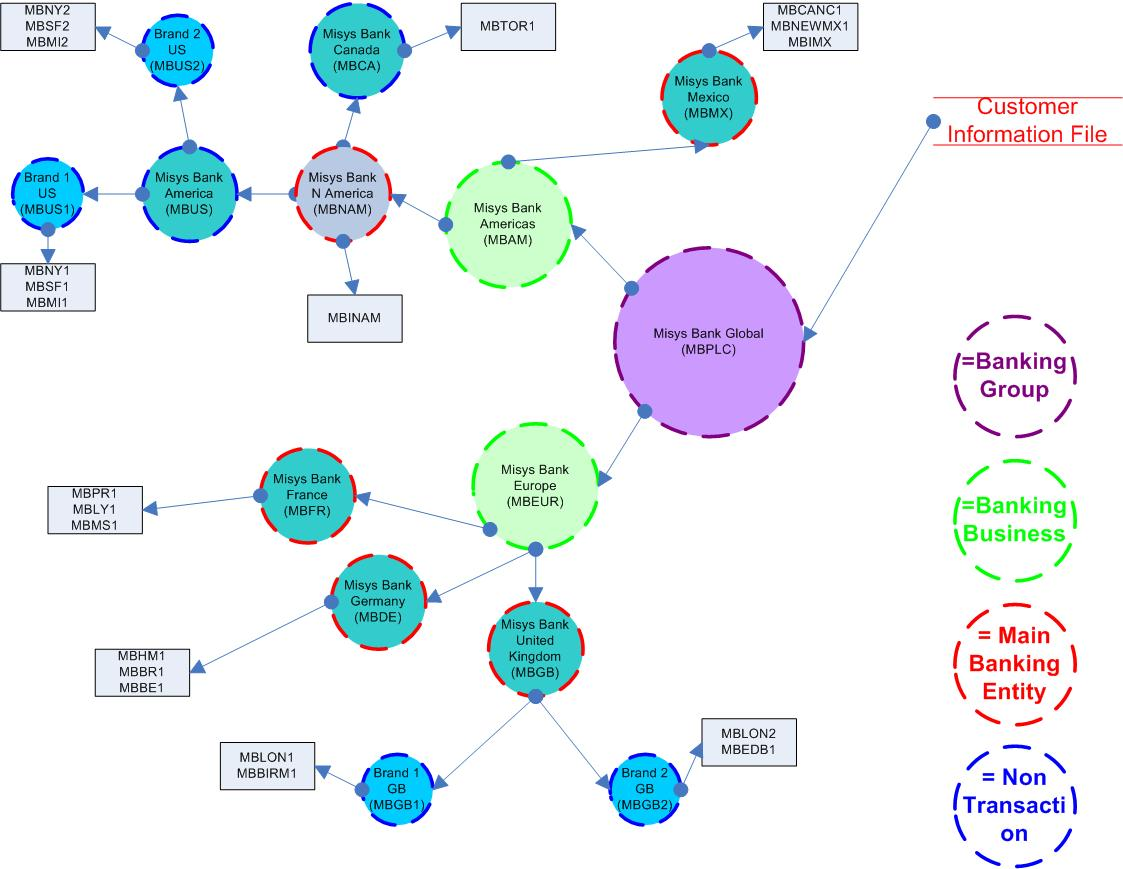 MBNY2
MBSF2
MBMI2
Brand 2
US
(MBUS2)
Misys Bank
Canada
(MBCA)
MBTOR1
MBCANC1
MBNEWMX1
MBIMX
Misys Bank
Mexico
(MBMX)
Customer
Information File
Brand 1
US
(MBUS1)
Misys Bank
America
(MBUS)
Misys Bank
N America
(MBNAM)
Misys Bank
Americas
(MBAM)
MBNY1
MBSF1
MBMI1
MBINAM
Misys Bank Global
(MBPLC)
=Banking
Group
Misys Bank
Europe
(MBEUR)
Misys Bank
France
(MBFR)
MBPR1
MBLY1
MBMS1
=Banking
Business
Misys Bank
Germany
(MBDE)
Misys Bank
United
Kingdom
(MBGB)
MBHM1
MBBR1
MBBE1
= Main
Banking
Entity
MBLON1
MBBIRM1
Brand 1
GB
(MBGB1)
Brand 2
GB
(MBGB2)
MBLON2
MBEDB1
= Non
Transacti
on